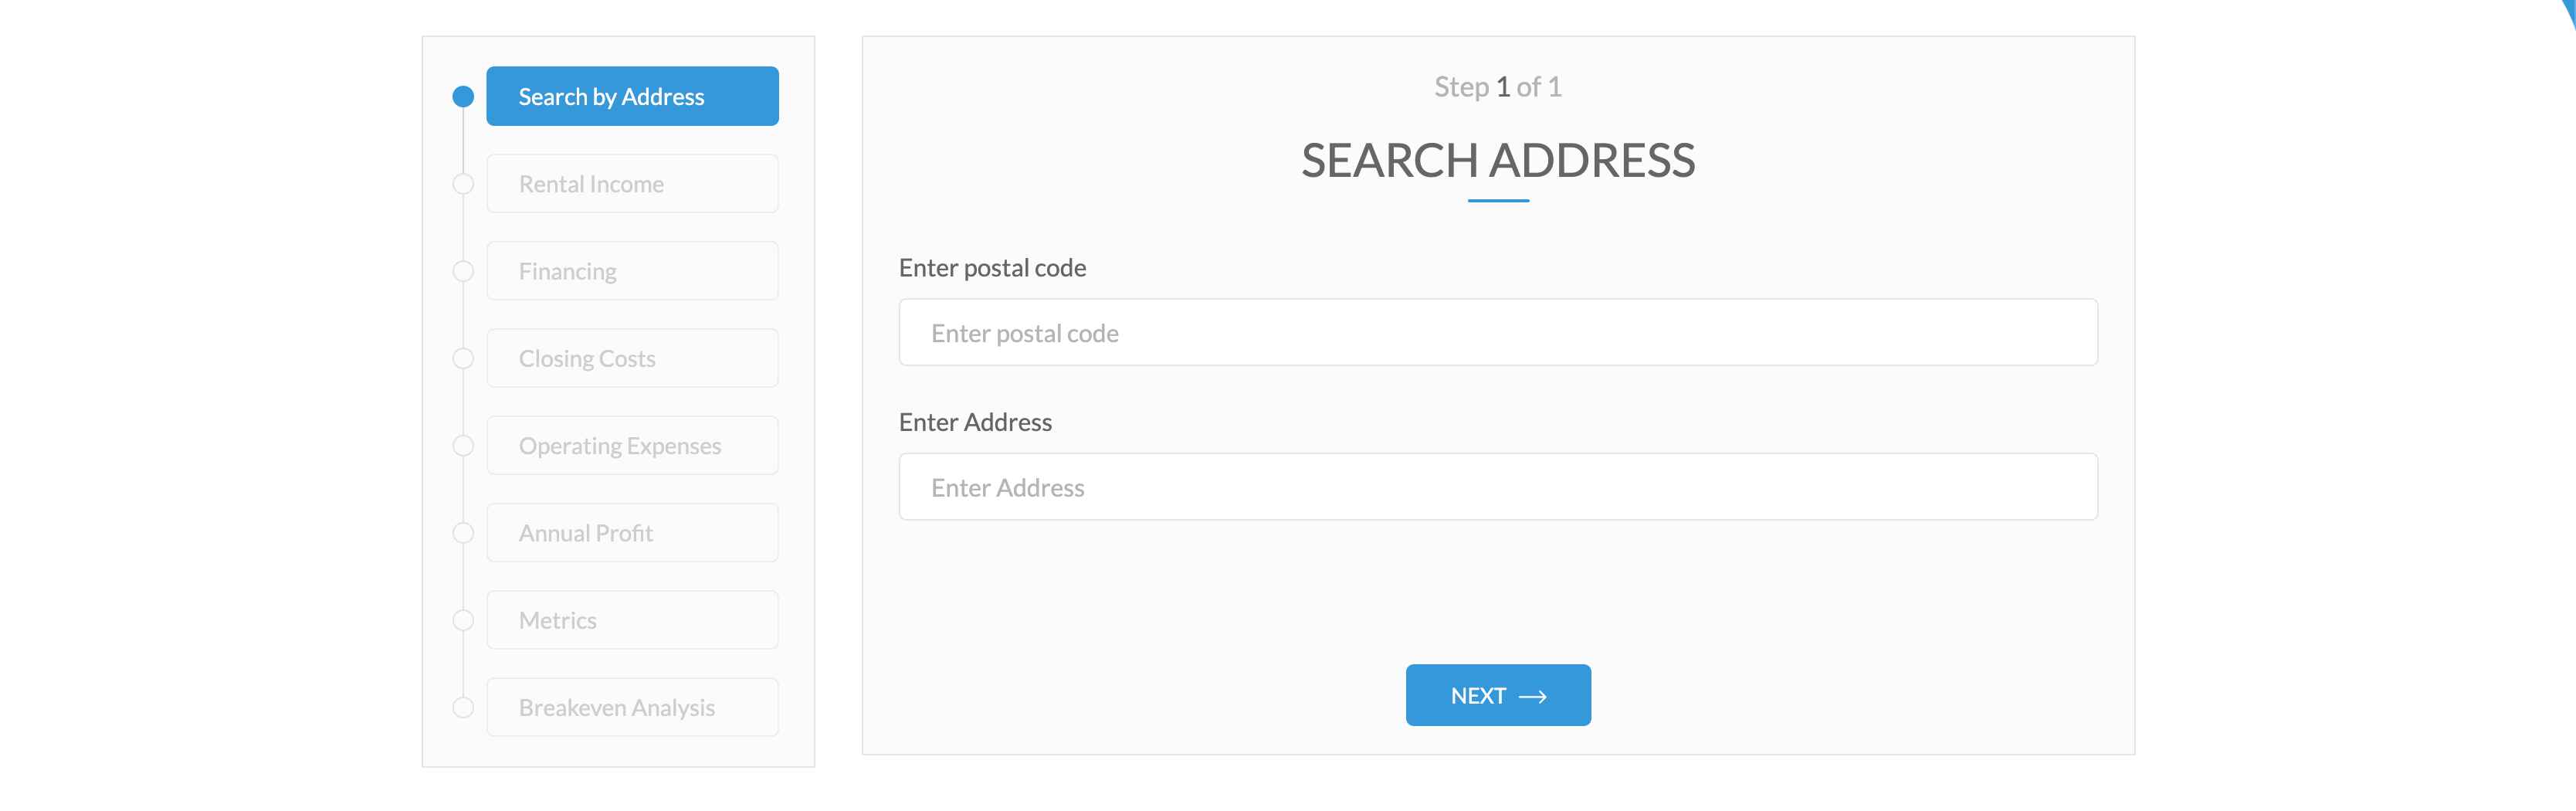 Search by Address
Rental Income
Financing
Closing Costs
Operating Expenses
Annual Profit
Metrics
Breakeven Analysis
Step 1 of 1
SEARCH ADDRESS
Enter postal code
Enter postal code
Enter Address
Enter Address
NEXT